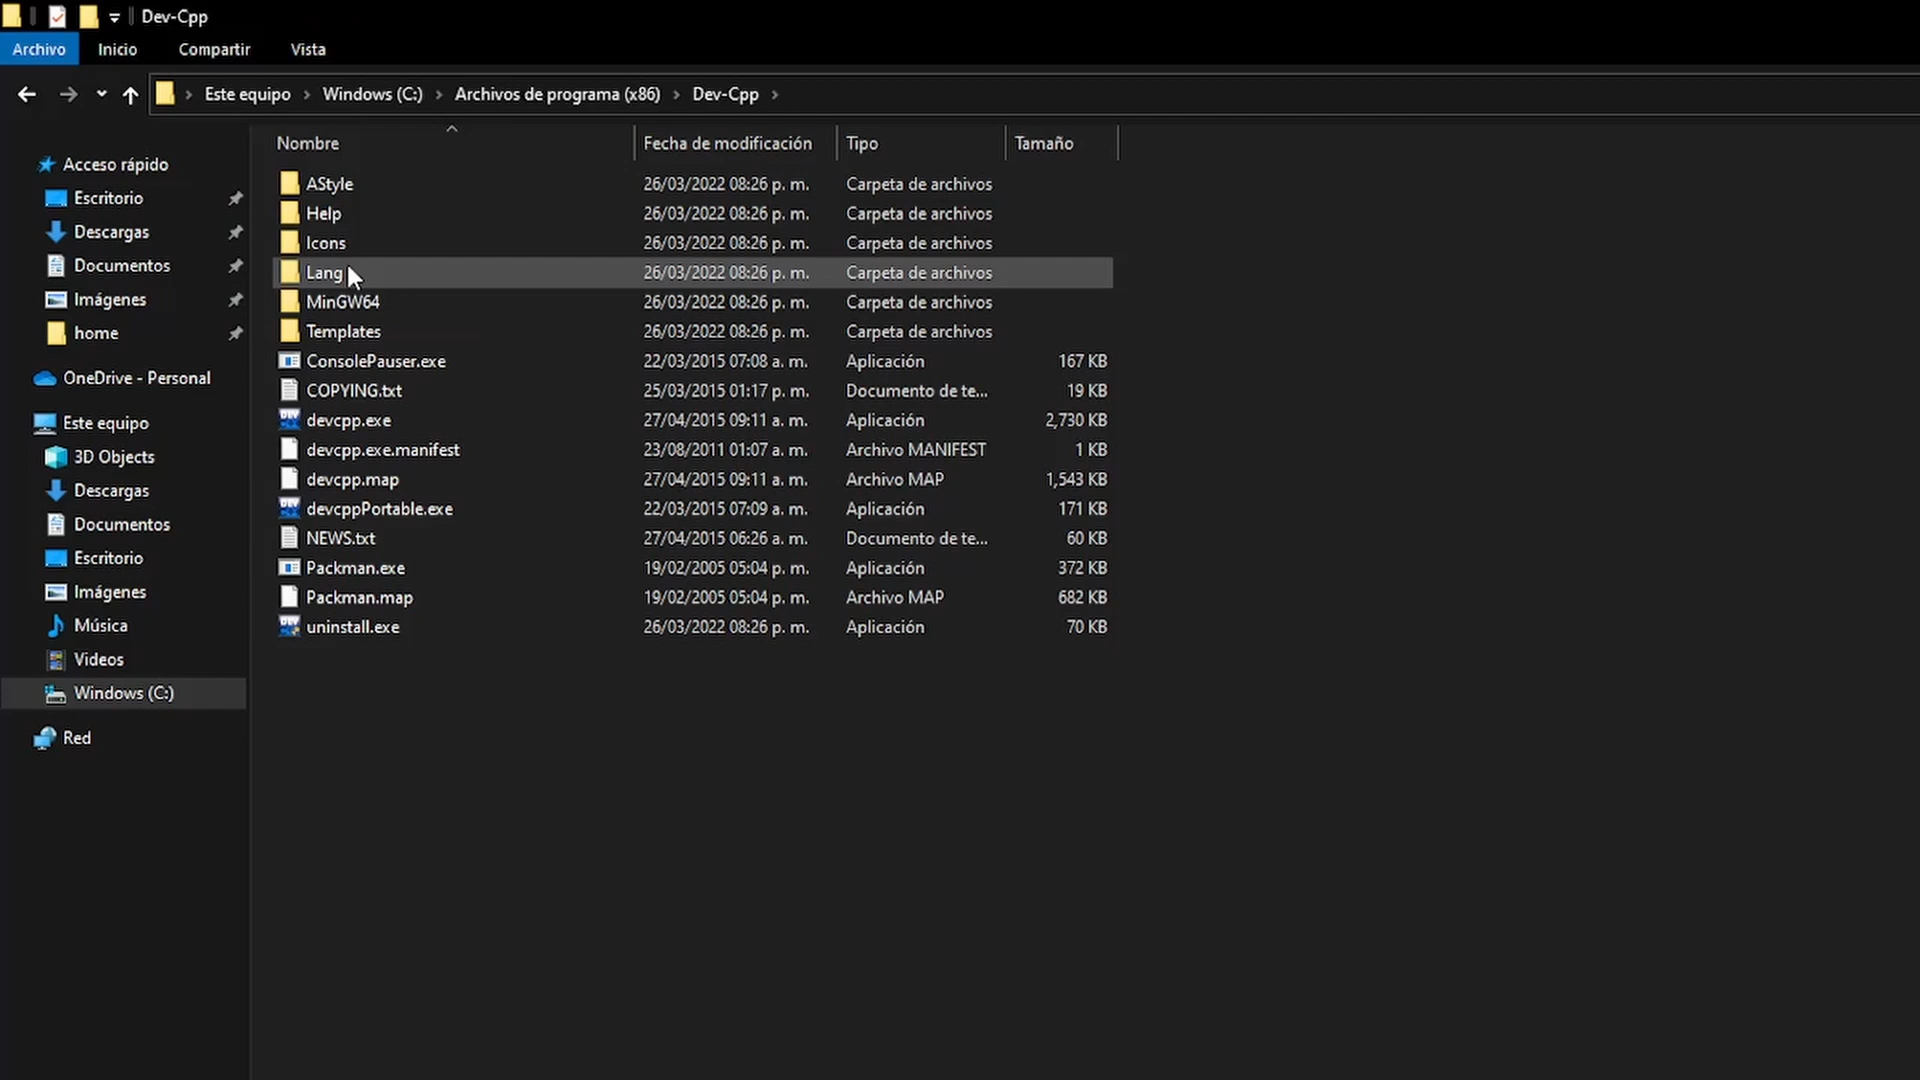 Dev-Cpp
Archivo Inicio Compartir Vista
Este equipo Windows (C:) Archivos de programa (x86) Dev-Cpp
Nombre Fecha de modificación Tipo Tamaño
Acceso rápido
Escritorio
Descargas
Documentos
Imágenes
home
OneDrive - Personal
Este equipo
3D Objects
Descargas
Documentos
Escritorio
Imágenes
Música
Videos
Windows (C:)
Red
AStyle 26/03/2022 08:26 p. m. Carpeta de archivos
Help 26/03/2022 08:26 p. m. Carpeta de archivos
Icons 26/03/2022 08:26 p. m. Carpeta de archivos
Lang 26/03/2022 08:26 p. m. Carpeta de archivos
MinGW64 26/03/2022 08:26 p. m. Carpeta de archivos
Templates 26/03/2022 08:26 p. m. Carpeta de archivos
ConsolePauser.exe 22/03/2015 07:08 a. m. Aplicación 167 KB
COPYING.txt 25/03/2015 01:17 p. m. Documento de te... 19 KB
devcpp.exe 27/04/2015 09:11 a. m. Aplicación 2,730 KB
devcpp.exe.manifest 23/08/2011 01:07 a. m. Archivo MANIFEST 1 KB
devcpp.map 27/04/2015 09:11 a. m. Archivo MAP 1,543 KB
devcppPortable.exe 22/03/2015 07:09 a. m. Aplicación 171 KB
NEWS.txt 27/04/2015 06:26 a. m. Documento de te... 60 KB
Packman.exe 19/02/2005 05:04 p. m. Aplicación 372 KB
Packman.map 19/02/2005 05:04 p. m. Archivo MAP 682 KB
uninstall.exe 26/03/2022 08:26 p. m. Aplicación 70 KB